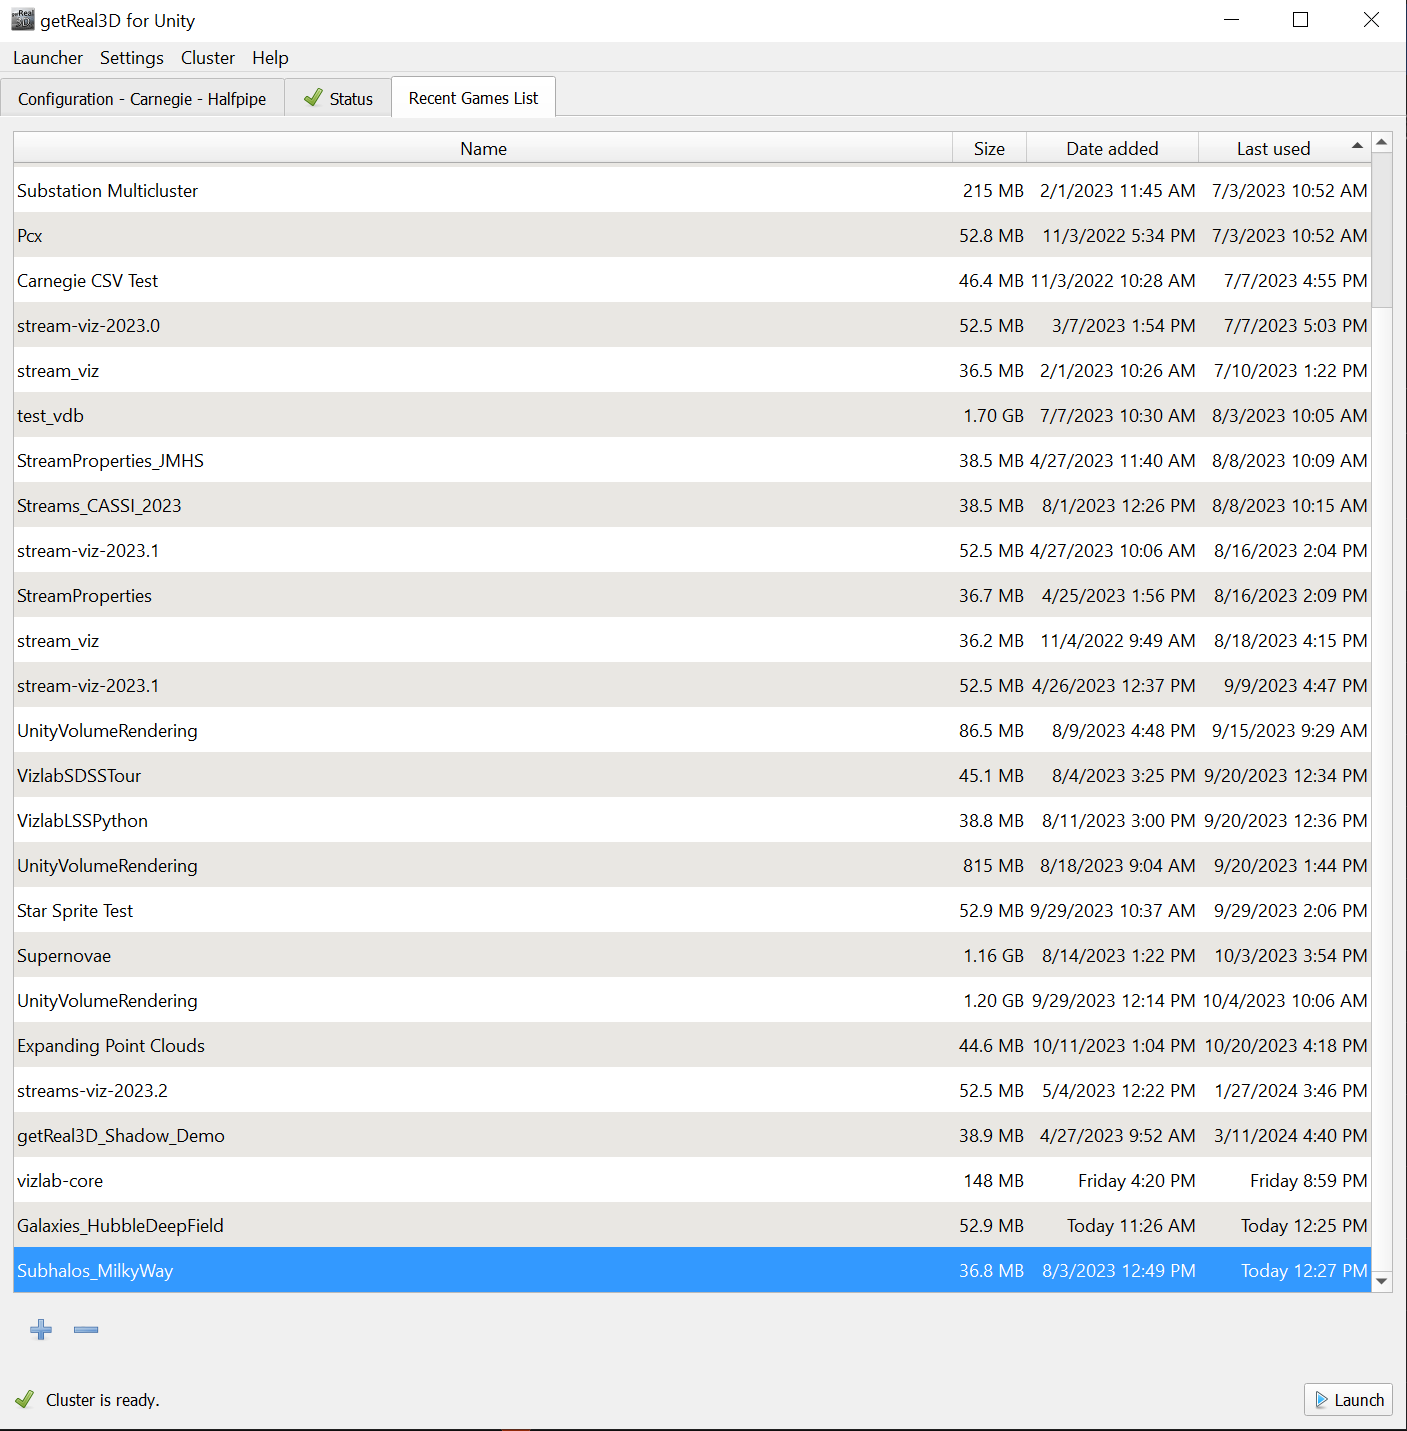 getReal3D for Unity
Launcher Settings Cluster Help
Configuration - Carnegie - Halfpipe Status Recent Games List
Name Size Date added Last used
Substation Multicluster 215 MB 2/1/2023 11:45 AM 7/3/2023 10:52 AM
Pcx 52.8 MB 11/3/2022 5:34 PM 7/3/2023 10:52 AM
Carnegie CSV Test 46.4 MB 11/3/2022 10:28 AM 7/7/2023 4:55 PM
stream-viz-2023.0 52.5 MB 3/7/2023 1:54 PM 7/7/2023 5:03 PM
stream_viz 36.5 MB 2/1/2023 10:26 AM 7/10/2023 1:22 PM
test_vdb 1.70 GB 7/7/2023 10:30 AM 8/3/2023 10:05 AM
StreamProperties_JMHS 38.5 MB 4/27/2023 11:40 AM 8/8/2023 10:09 AM
Streams_CASSI_2023 38.5 MB 8/1/2023 12:26 PM 8/8/2023 10:15 AM
stream-viz-2023.1 52.5 MB 4/27/2023 10:06 AM 8/16/2023 2:04 PM
StreamProperties 36.7 MB 4/25/2023 1:56 PM 8/16/2023 2:09 PM
stream_viz 36.2 MB 11/4/2022 9:49 AM 8/18/2023 4:15 PM
stream-viz-2023.1 52.5 MB 4/26/2023 12:37 PM 9/9/2023 4:47 PM
UnityVolumeRendering 86.5 MB 8/9/2023 4:48 PM 9/15/2023 9:29 AM
VizlabSDSSTour 45.1 MB 8/4/2023 3:25 PM 9/20/2023 12:34 PM
VizlabLSSPython 38.8 MB 8/11/2023 3:00 PM 9/20/2023 12:36 PM
UnityVolumeRendering 815 MB 8/18/2023 9:04 AM 9/20/2023 1:44 PM
Star Sprite Test 52.9 MB 9/29/2023 10:37 AM 9/29/2023 2:06 PM
Supernovae 1.16 GB 8/14/2023 1:22 PM 10/3/2023 3:54 PM
UnityVolumeRendering 1.20 GB 9/29/2023 12:14 PM 10/4/2023 10:06 AM
Expanding Point Clouds 44.6 MB 10/11/2023 1:04 PM 10/20/2023 4:18 PM
streams-viz-2023.2 52.5 MB 5/4/2023 12:22 PM 1/27/2024 3:46 PM
getReal3D_Shadow_Demo 38.9 MB 4/27/2023 9:52 AM 3/11/2024 4:40 PM
vizlab-core 148 MB Friday 4:20 PM Friday 8:59 PM
Galaxies_HubbleDeepField 52.9 MB Today 11:26 AM Today 12:25 PM
Subhalos_MilkyWay 36.8 MB 8/3/2023 12:49 PM Today 12:27 PM
Cluster is ready. Launch